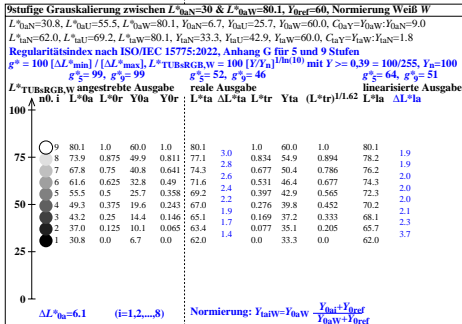 9stufige Graukalierung zwischen L*0aN=30 & L*0aW=80.1, Y0ref=60, Normierung Weiß W
L*0aN=30.8, L*0aU=55.5, L*0aW=80.1, Y0aN=6.7, Y0aU=25.7, Y0aW=60.0, C0aY=Y0aW:Y0aN=9.0
L*taN=62.0, L*taU=69.2, L*taW=80.1, YtaN=33.3, YtaU=42.9, YtaW=60.0, CtaY=YtaW:YtaN=1.8
Regularitätsindex nach ISO/IEC 15775:2022, Anhang G für 5 und 9 Stufen
g* = 100 [ΔL*min] / [ΔL*max], L*TUBsRGB,W = 100 [Y/Yn]1/ln(10) mit Y >= 0,39 = 100/255, Yn=100
g*5= 99, g*9= 99 g*5= 52, g*9= 46 g*5= 64, g*9= 51
L*TUBsRGB,W angestrebte Ausgabe reale Ausgabe linearisierte Ausgabe
n0. i L*0a L*0r Y0a Y0r L*ta ΔL*ta L*tr Yta (L*tr)1/1.62 L*la ΔL*la
100
9 80.1 1.0 60.0 1.0 80.1 1.0 60.0 1.0 80.1
3.0 1.9
8 73.9 0.875 49.9 0.811 77.1 0.834 54.9 0.894 78.2
75
2.8 1.9
7 67.8 0.75 40.8 0.641 74.3 0.677 50.4 0.786 76.2
2.6 2.0
6 61.6 0.625 32.8 0.49 71.6 0.531 46.4 0.677 74.3
2.4 2.0
5 55.5 0.5 25.7 0.358 69.2 0.397 42.9 0.565 72.3
2.2 2.0
50
4 49.3 0.375 19.6 0.243 67.0 0.276 39.8 0.452 70.2
1.9 2.1
3 43.2 0.25 14.4 0.146 65.1 0.169 37.2 0.333 68.1
1.7 2.3
2 37.0 0.125 10.1 0.065 63.4 0.077 35.1 0.205 65.7
1.4 3.7
1 30.8 0.0 6.7 0.0 62.0 0.0 33.3 0.0 62.0
25
0
ΔL*0a=6.1 (i=1,2,...,8) Normierung: YtaiW=Y0aW Y0ai+Y0ref
Y0aW+Y0ref